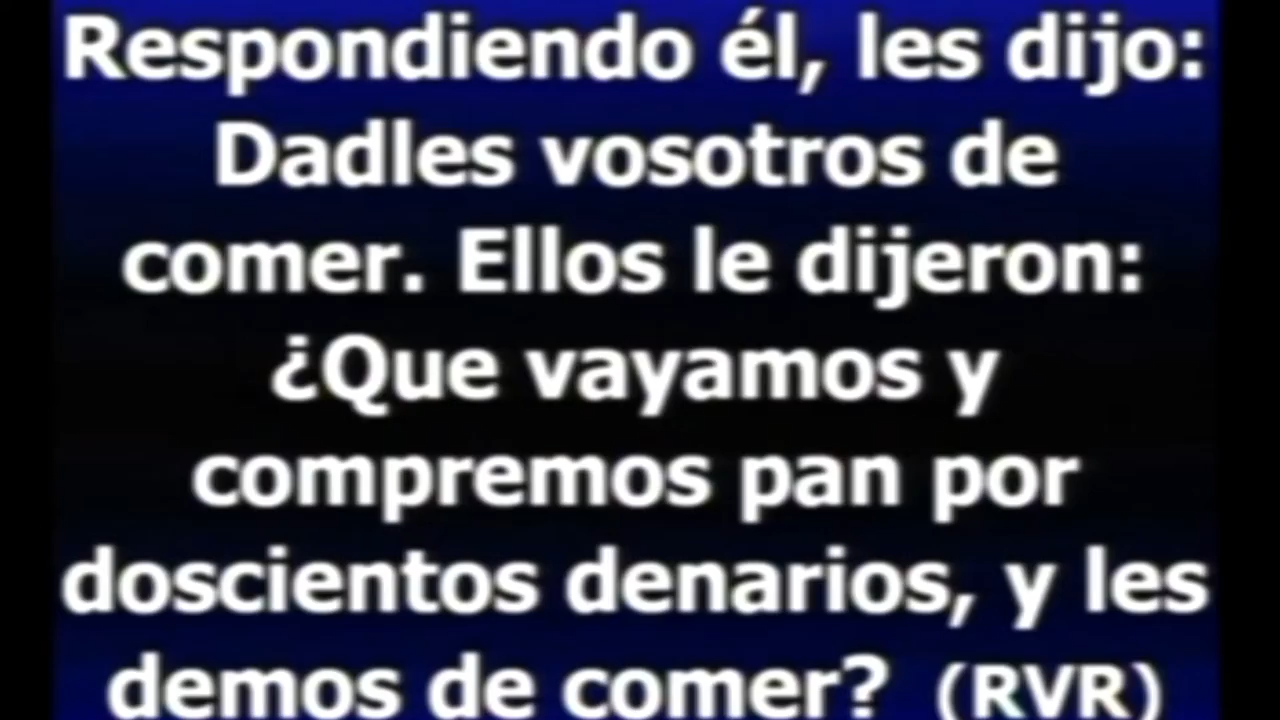 Respondiendo él, les dijo:
Dadles vosotros de
comer. Ellos le dijeron:
¿Que vayamos y
compremos pan por
doscientos denarios, y les
demos de comer? (RVR)